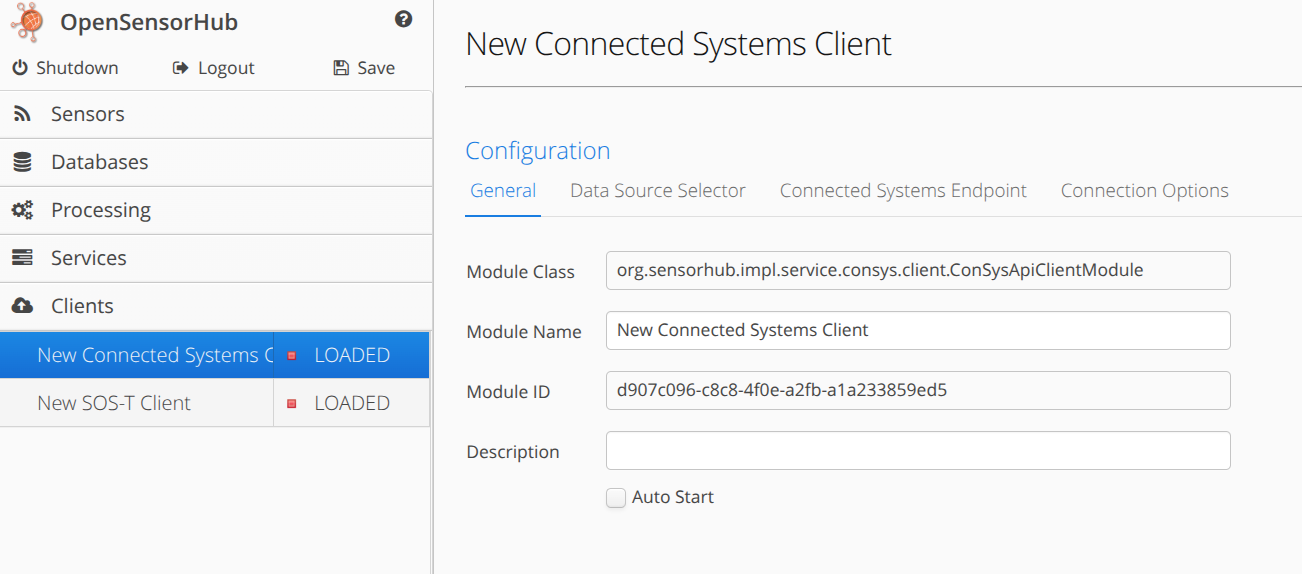 OpenSensorHub
Shutdown Logout Save
Sensors
Databases
Processing
Services
Clients
New Connected Systems C LOADED
New SOS-T Client LOADED
New Connected Systems Client
Configuration
General Data Source Selector Connected Systems Endpoint Connection Options
Module Class org.sensorhub.impl.service.consys.client.ConSysApiClientModule
Module Name New Connected Systems Client
Module ID d907c096-c8c8-4f0e-a2fb-a1a233859ed5
Description
Auto Start